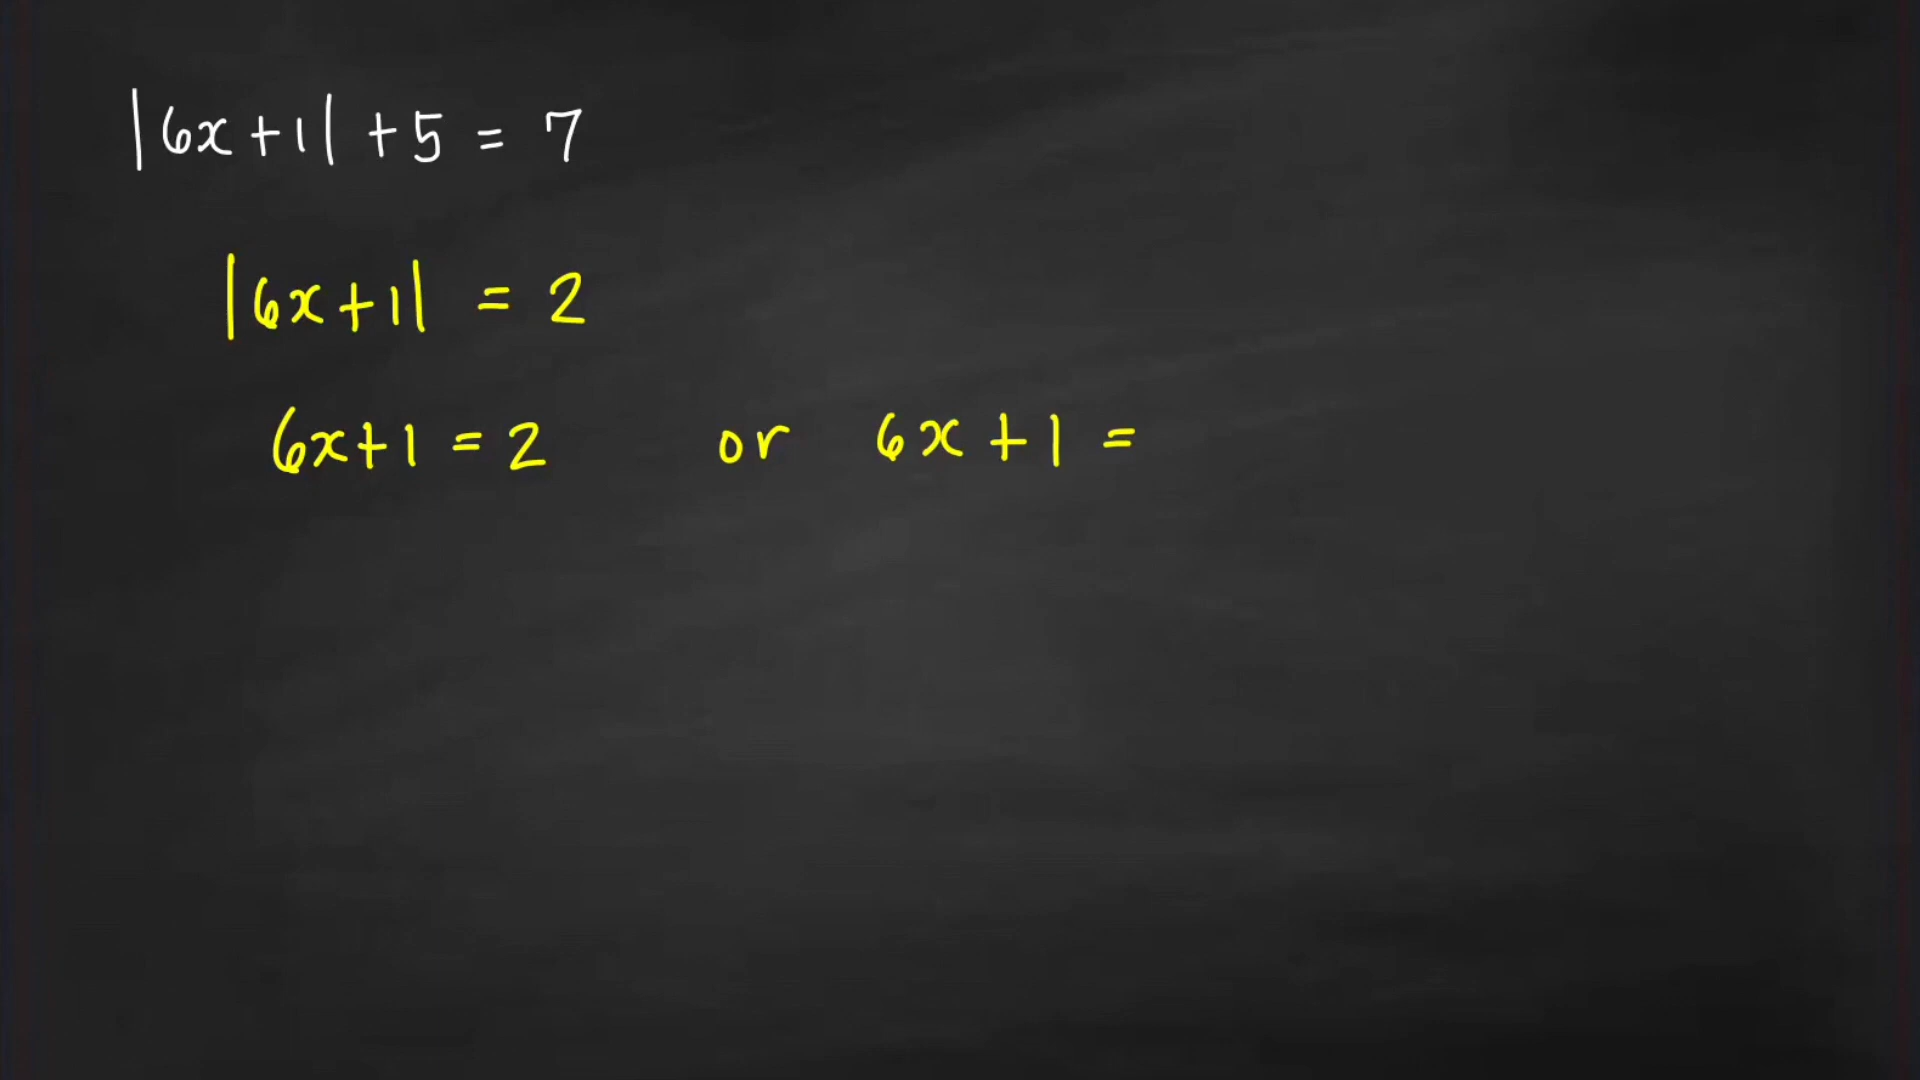 |6x+1| +5 = 7
|6x+1| = 2
6x+1 = 2 or 6x+1 =